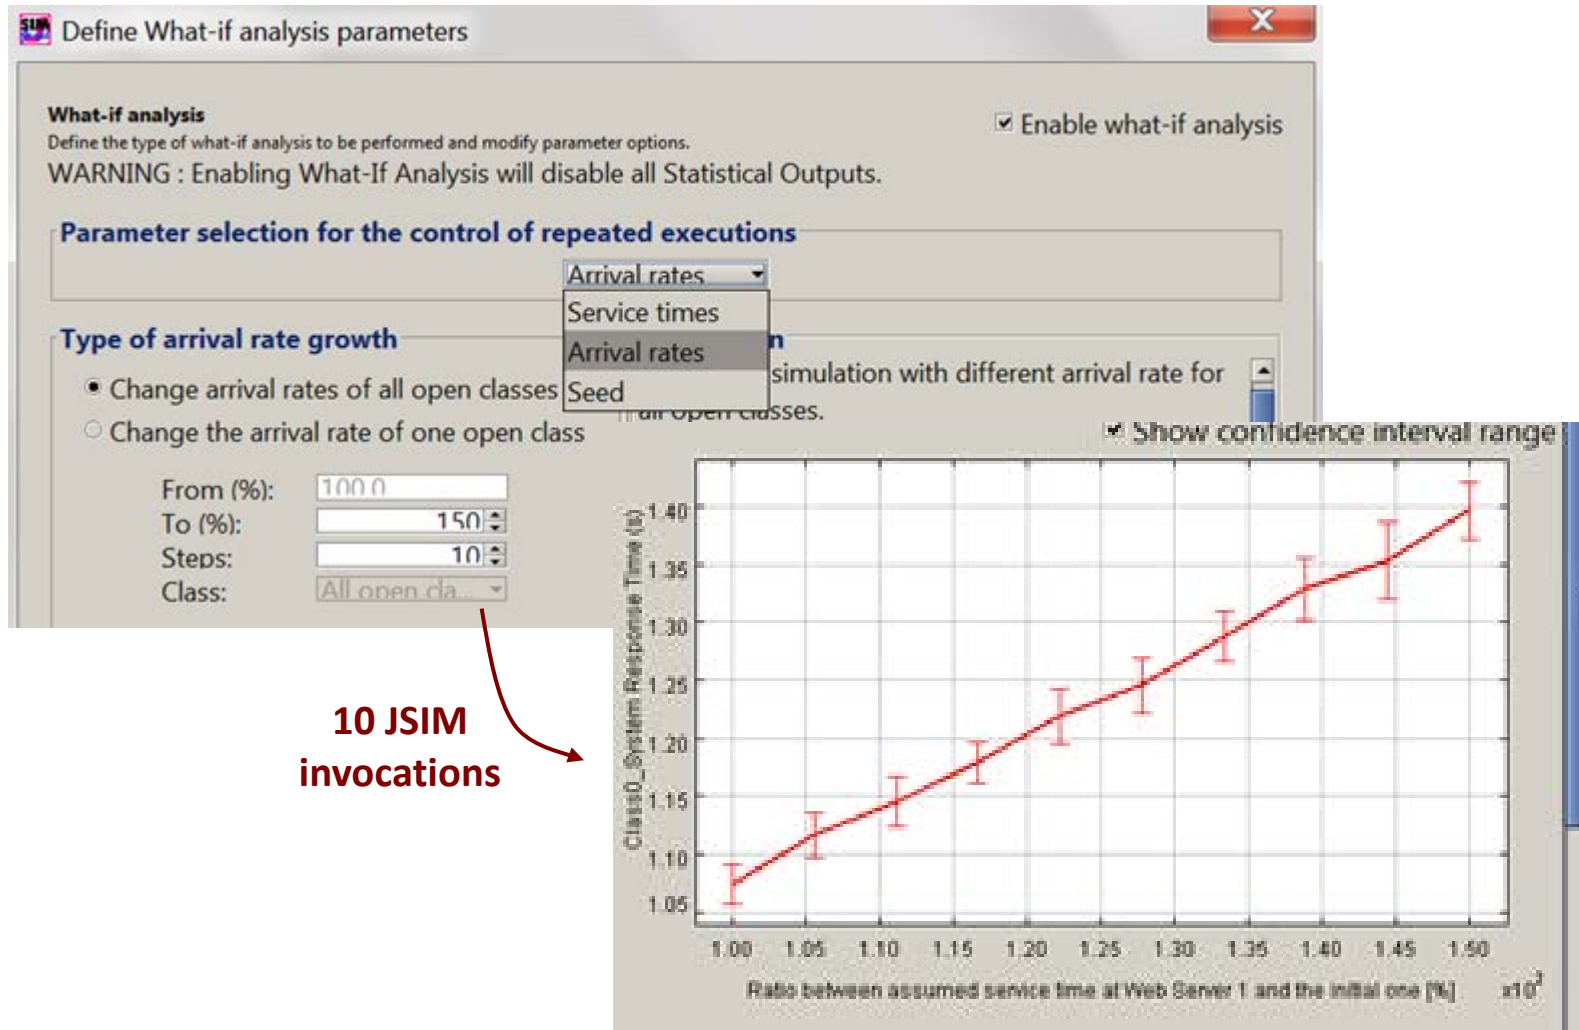 SIM Define What-if analysis parameters
X
What-if analysis
Enable what-if analysis
Define the type of what-if analysis to be performed and modify parameter options.
WARNING : Enabling What-If Analysis will disable all Statistical Outputs.
Parameter selection for the control of repeated executions
Arrival rates
Service times
Arrival rates
Seed
Type of arrival rate growth
n
Change arrival rates of all open classes
simulation with different arrival rate for
all open classes.
Change the arrival rate of one open class
Show confidence interval range
From (%): 100.0
To (%): 150
Steps: 10
Class: All open cla...
10 JSIM
invocations
Class0_System Response Time (s)
1.40
1.35
1.30
1.25
1.20
1.15
1.10
1.05
1.00 1.05 1.10 1.15 1.20 1.25 1.30 1.35 1.40 1.45 1.50
Ratio between assumed service time at Web Server 1 and the initial one [%] x10²